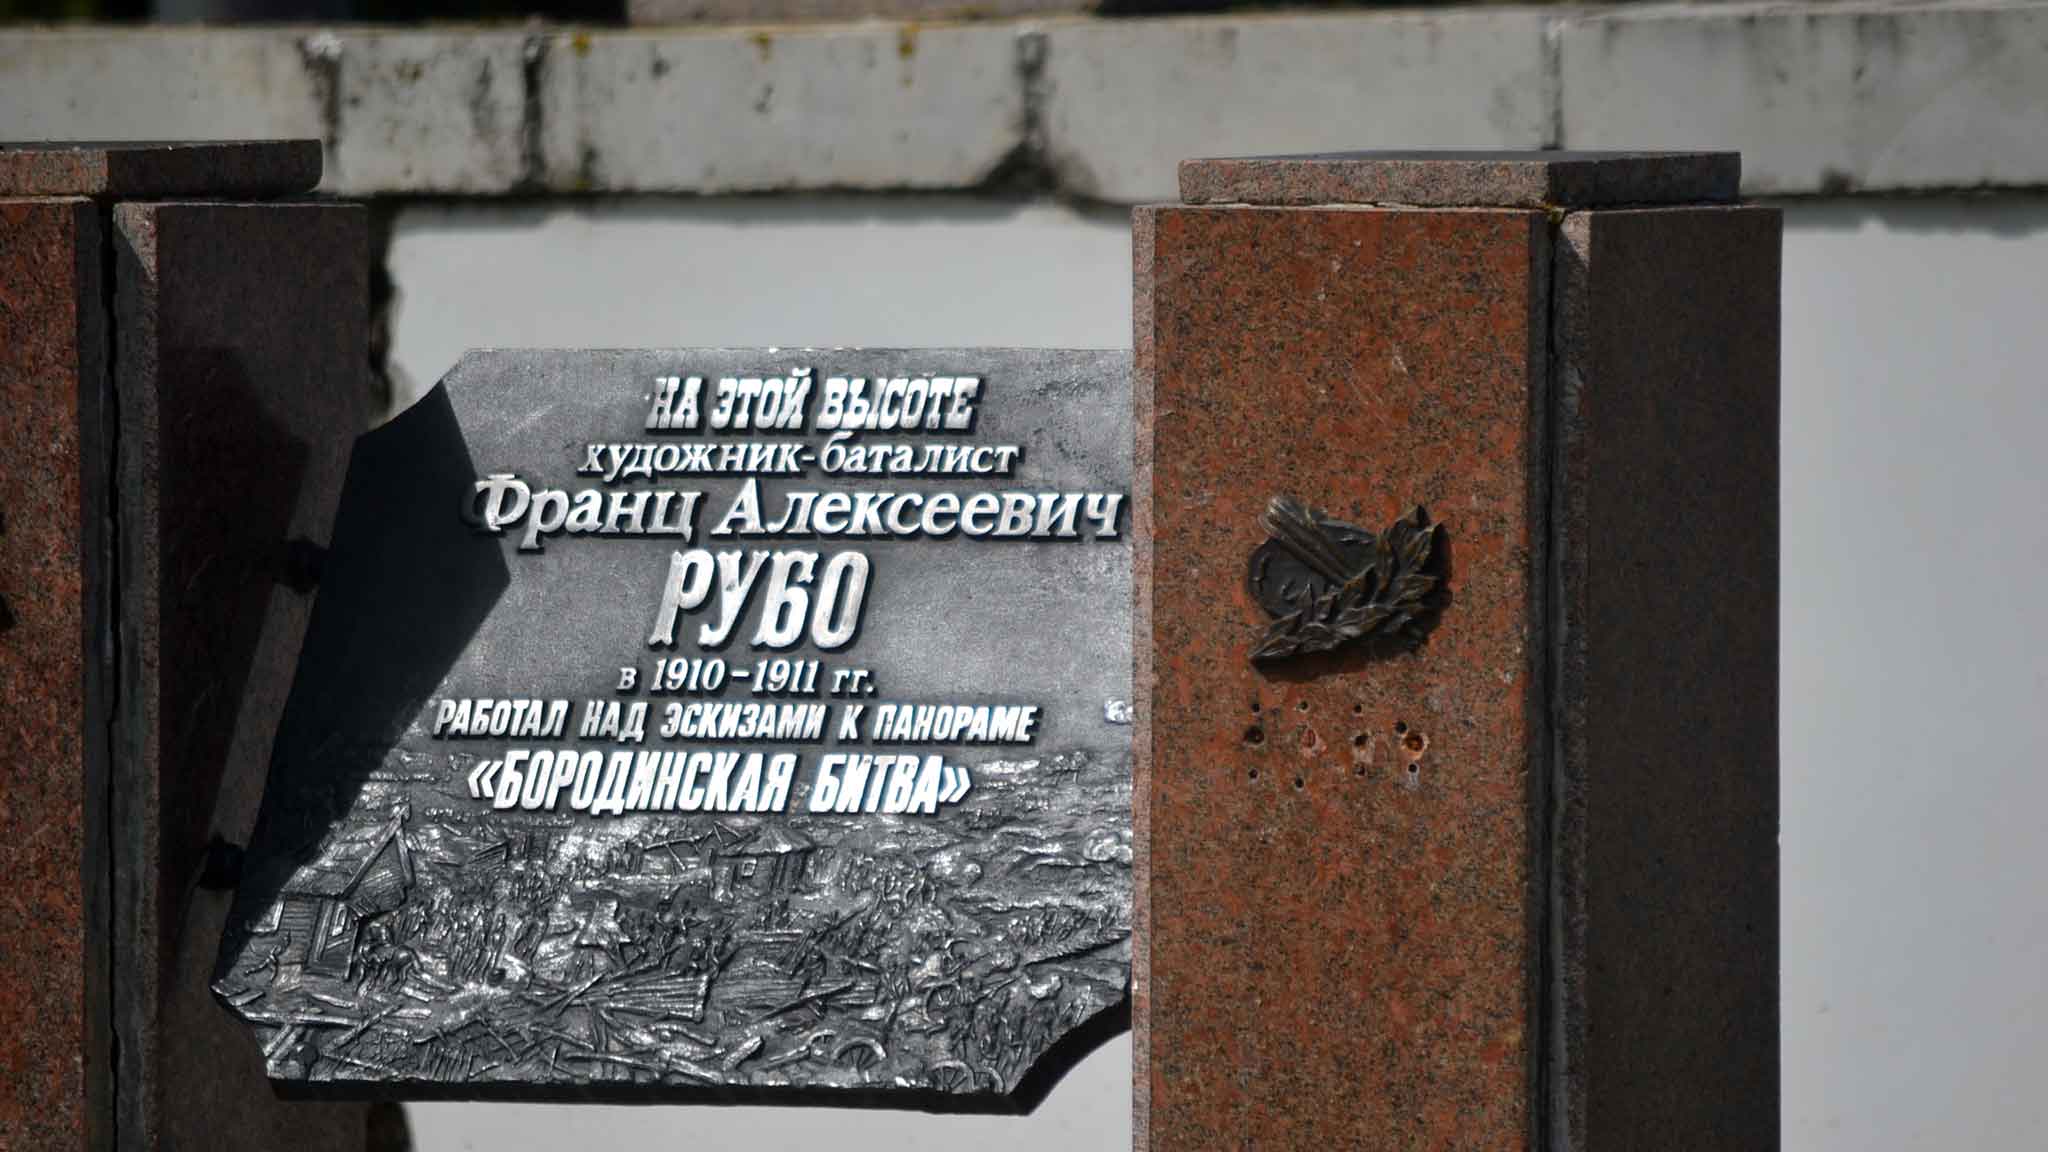 НА ЭТОЙ ВЫСОТЕ
художник-баталист
Франц Алексеевич
РУБО
в 1910-1911 гг.
РАБОТАЛ НАД ЭСКИЗАМИ К ПАНОРАМЕ
«БОРОДИНСКАЯ БИТВА»